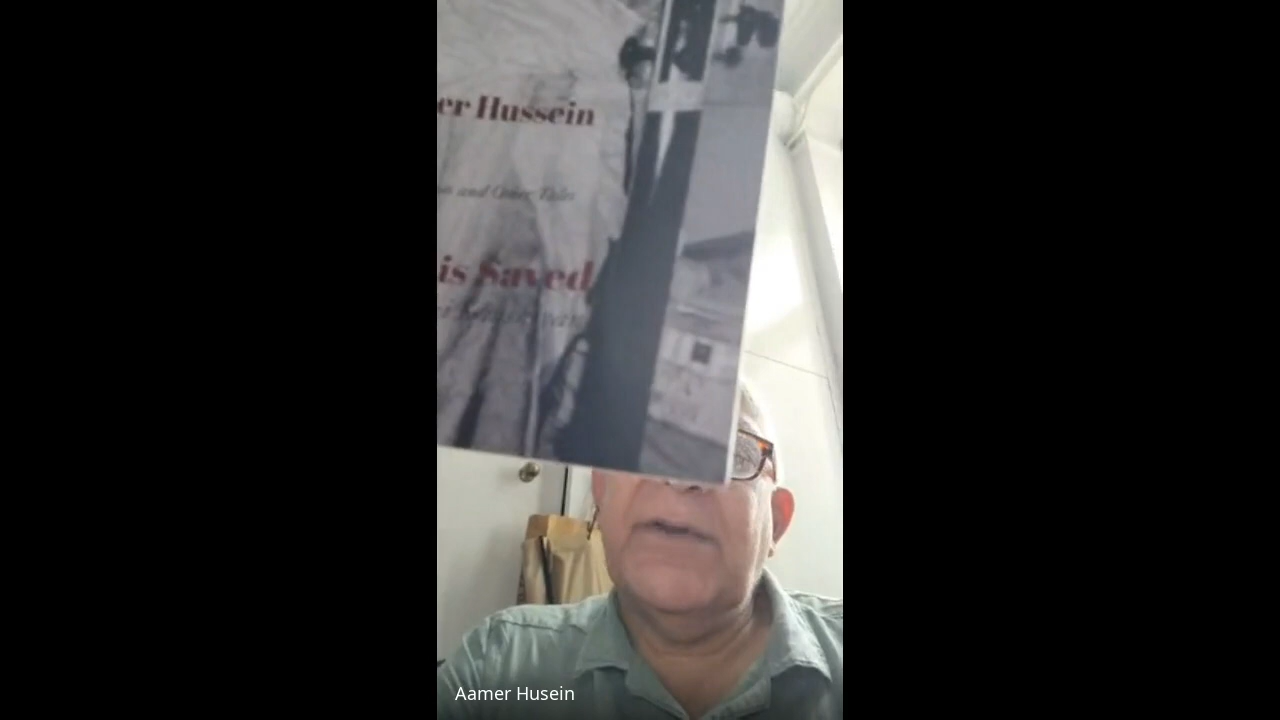 er Hussein
and Other Tales
is Saved
Aamer Husein